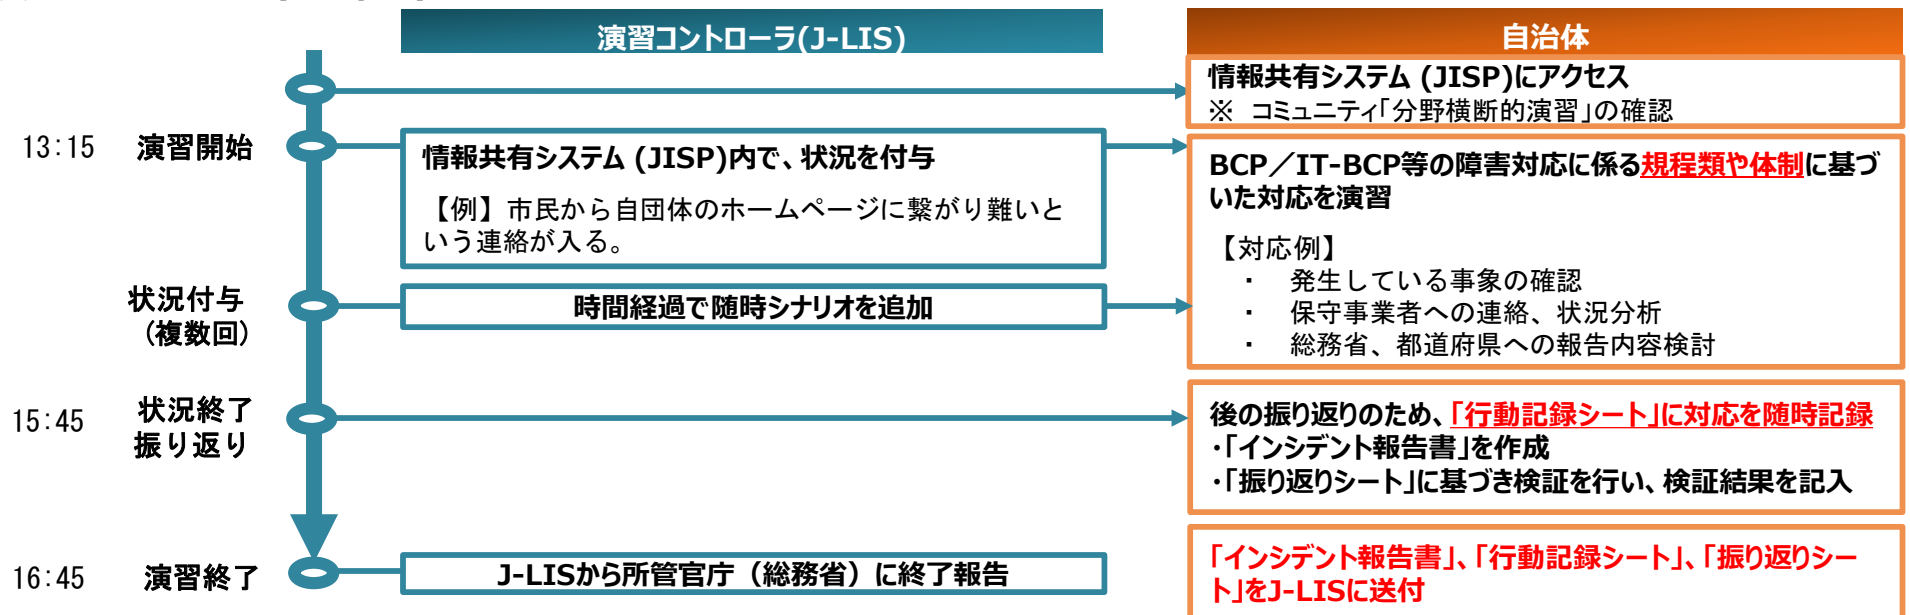 演習コントローラ(J-LIS)
自治体
情報共有システム (JISP)にアクセス
※ コミュニティ「分野横断的演習」の確認
13:15 演習開始
情報共有システム (JISP)内で、状況を付与
【例】市民から自団体のホームページに繋がり難いと
いう連絡が入る。
BCP／IT-BCP等の障害対応に係る規程類や体制に基づ
いた対応を演習
【対応例】
・ 発生している事象の確認
・ 保守事業者への連絡、状況分析
・ 総務省、都道府県への報告内容検討
状況付与
(複数回)
時間経過で随時シナリオを追加
15:45 状況終了
振り返り
後の振り返りのため、「行動記録シート」に対応を随時記録
・「インシデント報告書」を作成
・「振り返りシート」に基づき検証を行い、検証結果を記入
16:45 演習終了
J-LISから所管官庁（総務省）に終了報告
「インシデント報告書」、「行動記録シート」、「振り返りシー
ト」をJ-LISに送付